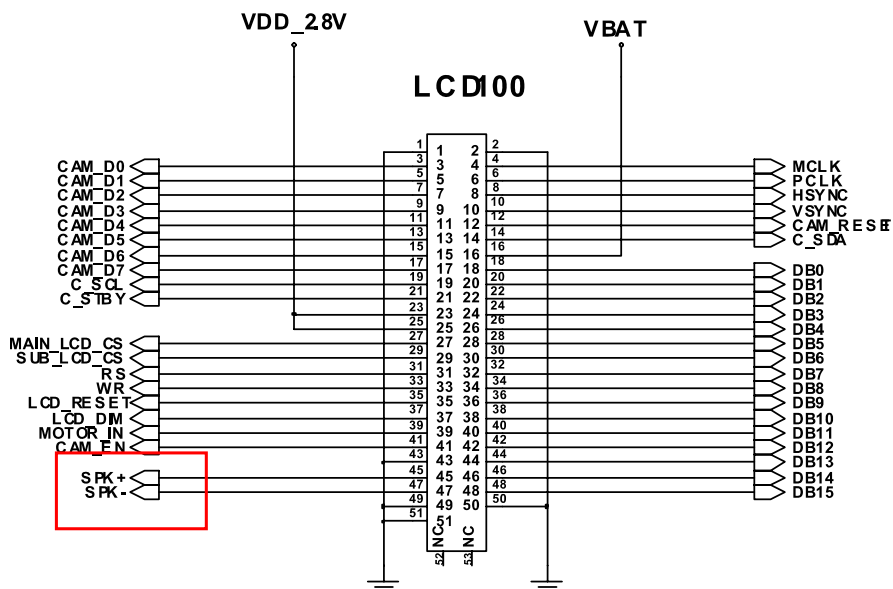 VDD_2.8V VBAT
LCD100
1 1 2 2
CAM_D0 3 3 4 4 MCLK
CAM_D1 5 5 6 6 PCLK
CAM_D2 7 7 8 8 HSYNC
CAM_D3 9 9 10 10 VSYNC
CAM_D4 11 11 12 12 CAM_RESET
CAM_D5 13 13 14 14 C_SDA
CAM_D6 15 15 16 16
CAM_D7 17 17 18 18 DB0
C_SCL 19 19 20 20 DB1
C_STBY 21 21 22 22 DB2
23 23 24 24 DB3
25 25 26 26 DB4
MAIN_LCD_CS 27 27 28 28 DB5
SUB_LCD_CS 29 29 30 30 DB6
RS 31 31 32 32 DB7
WR 33 33 34 34 DB8
LCD_RESET 35 35 36 36 DB9
LCD_DIM 37 37 38 38 DB10
MOTOR_IN 39 39 40 40 DB11
CAM_EN 41 41 42 42 DB12
43 43 44 44 DB13
SPK+ 45 45 46 46 DB14
SPK- 47 47 48 48 DB15
49 49 50 50
51 51
NC NC
52 53